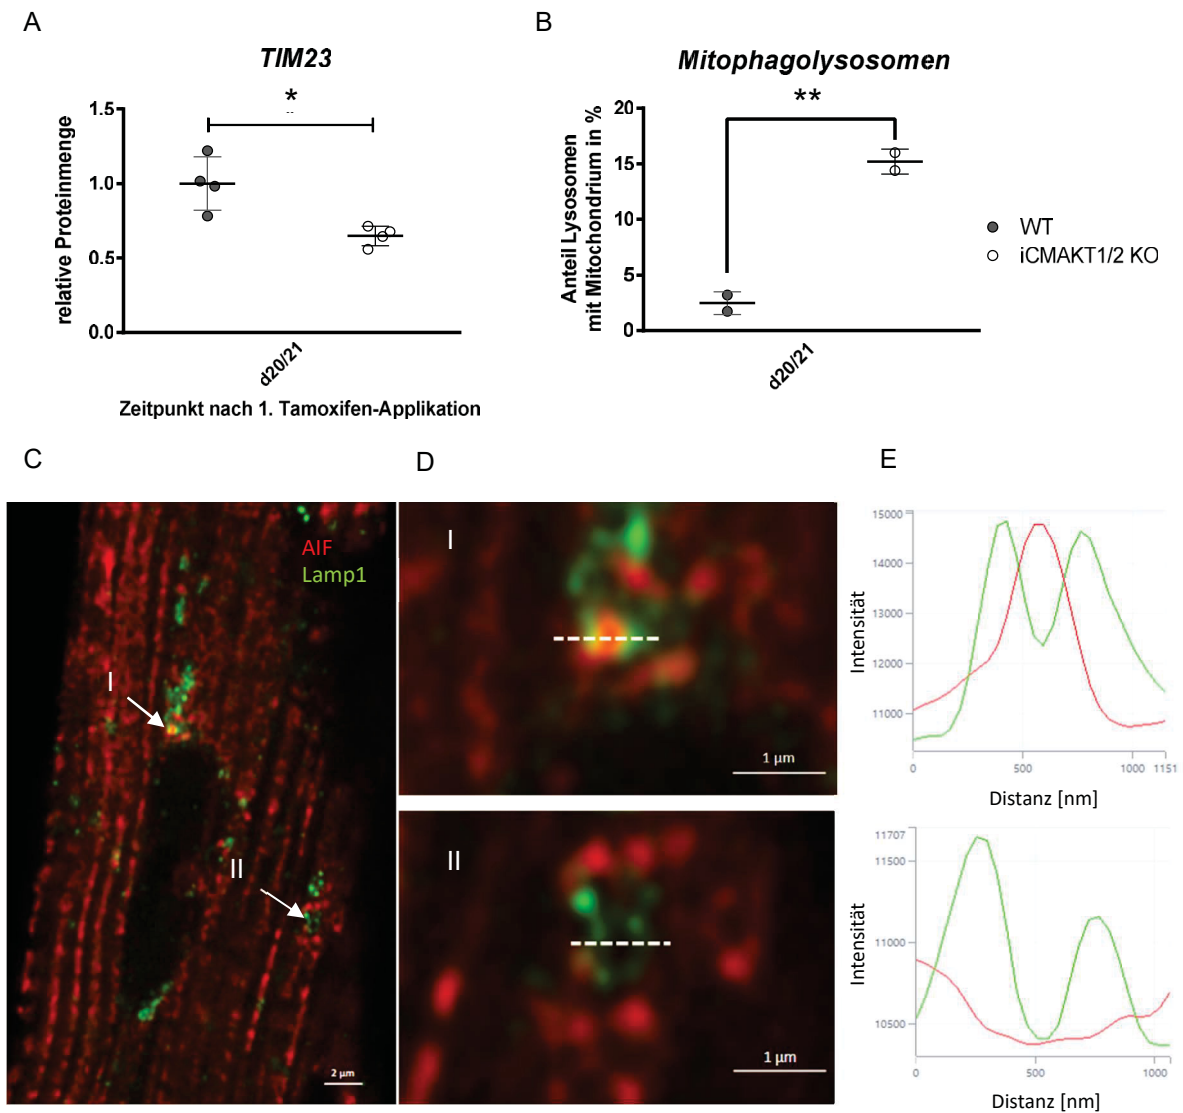 A
B
TIM23
Mitophagolysosomen
*
**
relative Proteinmenge
1.5
1.0
0.5
0.0
d20/21
Zeitpunkt nach 1. Tamoxifen-Applikation
Anteil Lysosomen
mit Mitochondrium in %
20
15
10
5
0
d20/21
WT
iCMAKT1/2 KO
C
D
E
AIF
Lamp1
I
II
2 µm
I
1 µm
II
1 µm
Intensität
15000
14000
13000
12000
11000
0
500
1000
1151
Distanz [nm]
Intensität
11707
11500
11000
10500
0
500
1000
Distanz [nm]